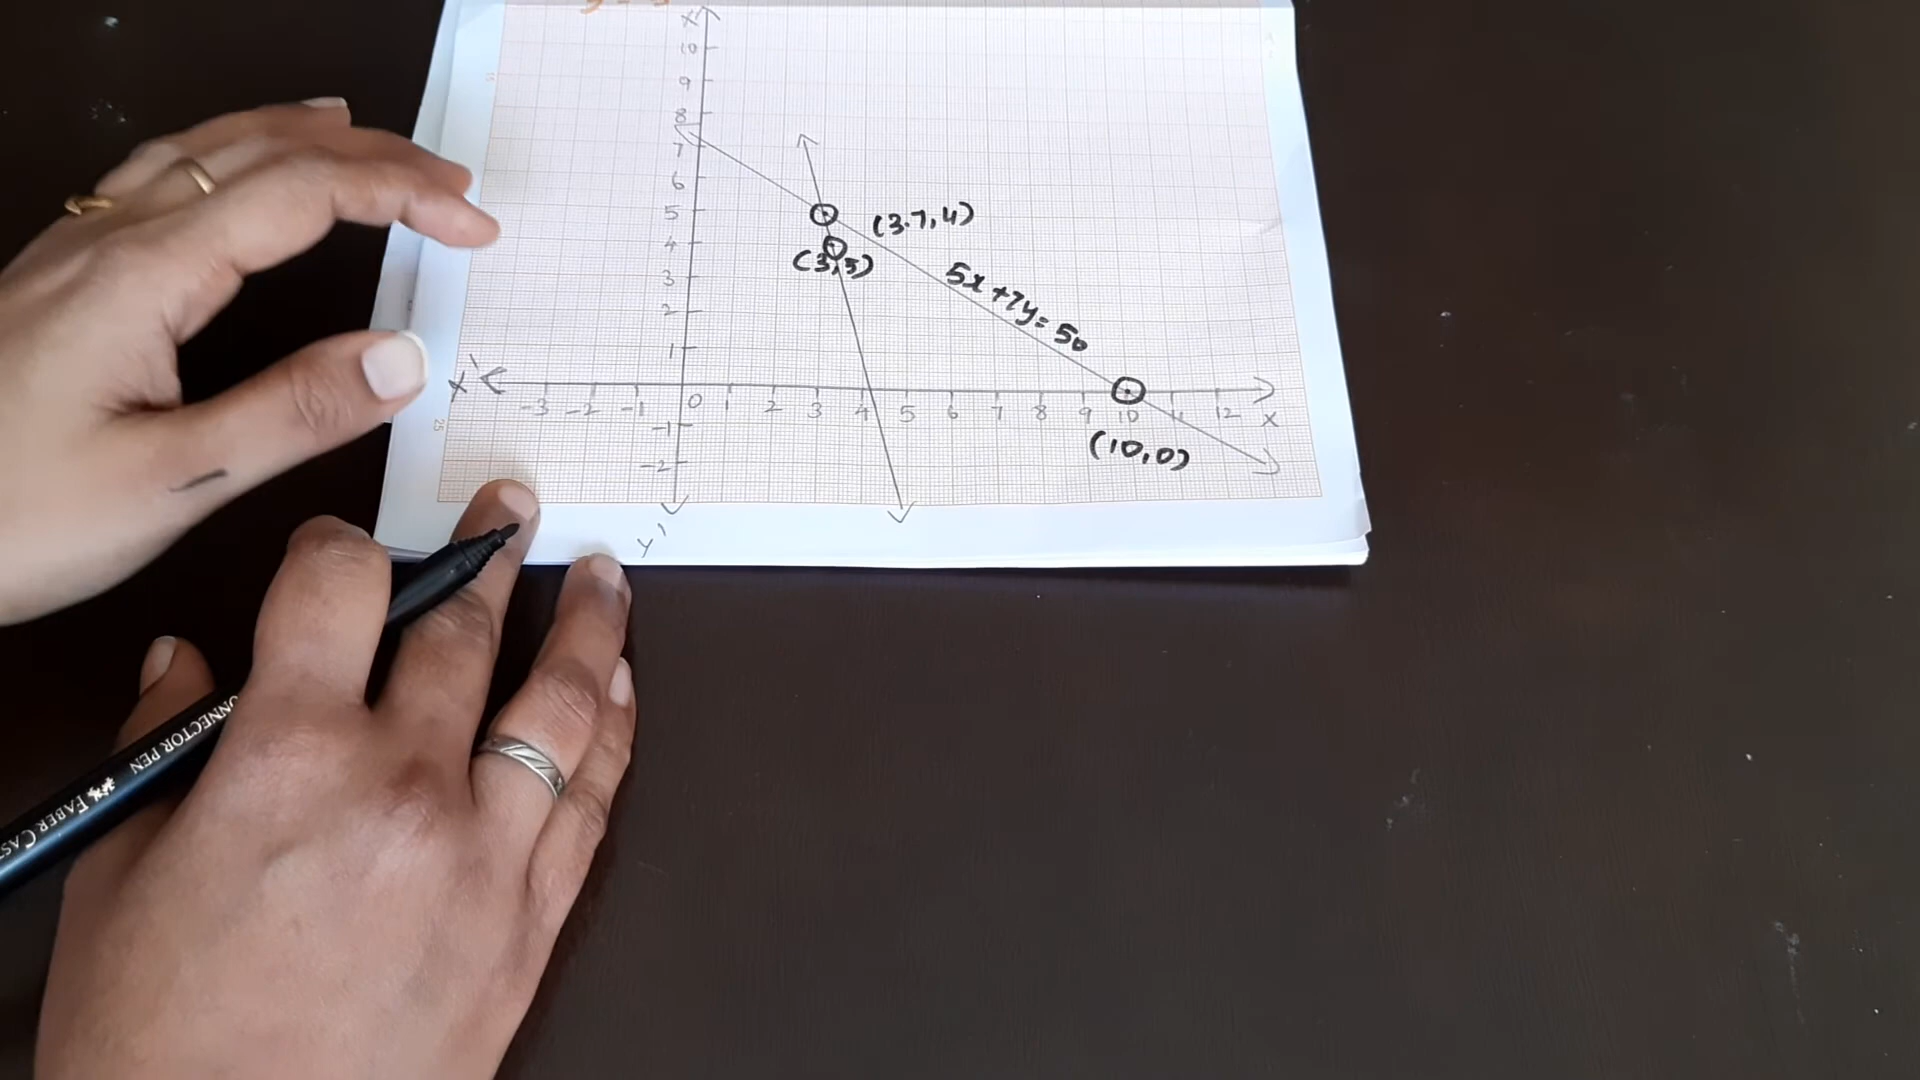 X
10
9
8
7
6
5
4
3
2
1
(3.7,4)
(3,5)
5x+7y=50
X'
-3 -2 -1 0 1 2 3 4 5 6 7 8 9 10 11 12 X
-1
-2
(10,0)
Y'
CONNECTOR PEN
FABER CAS